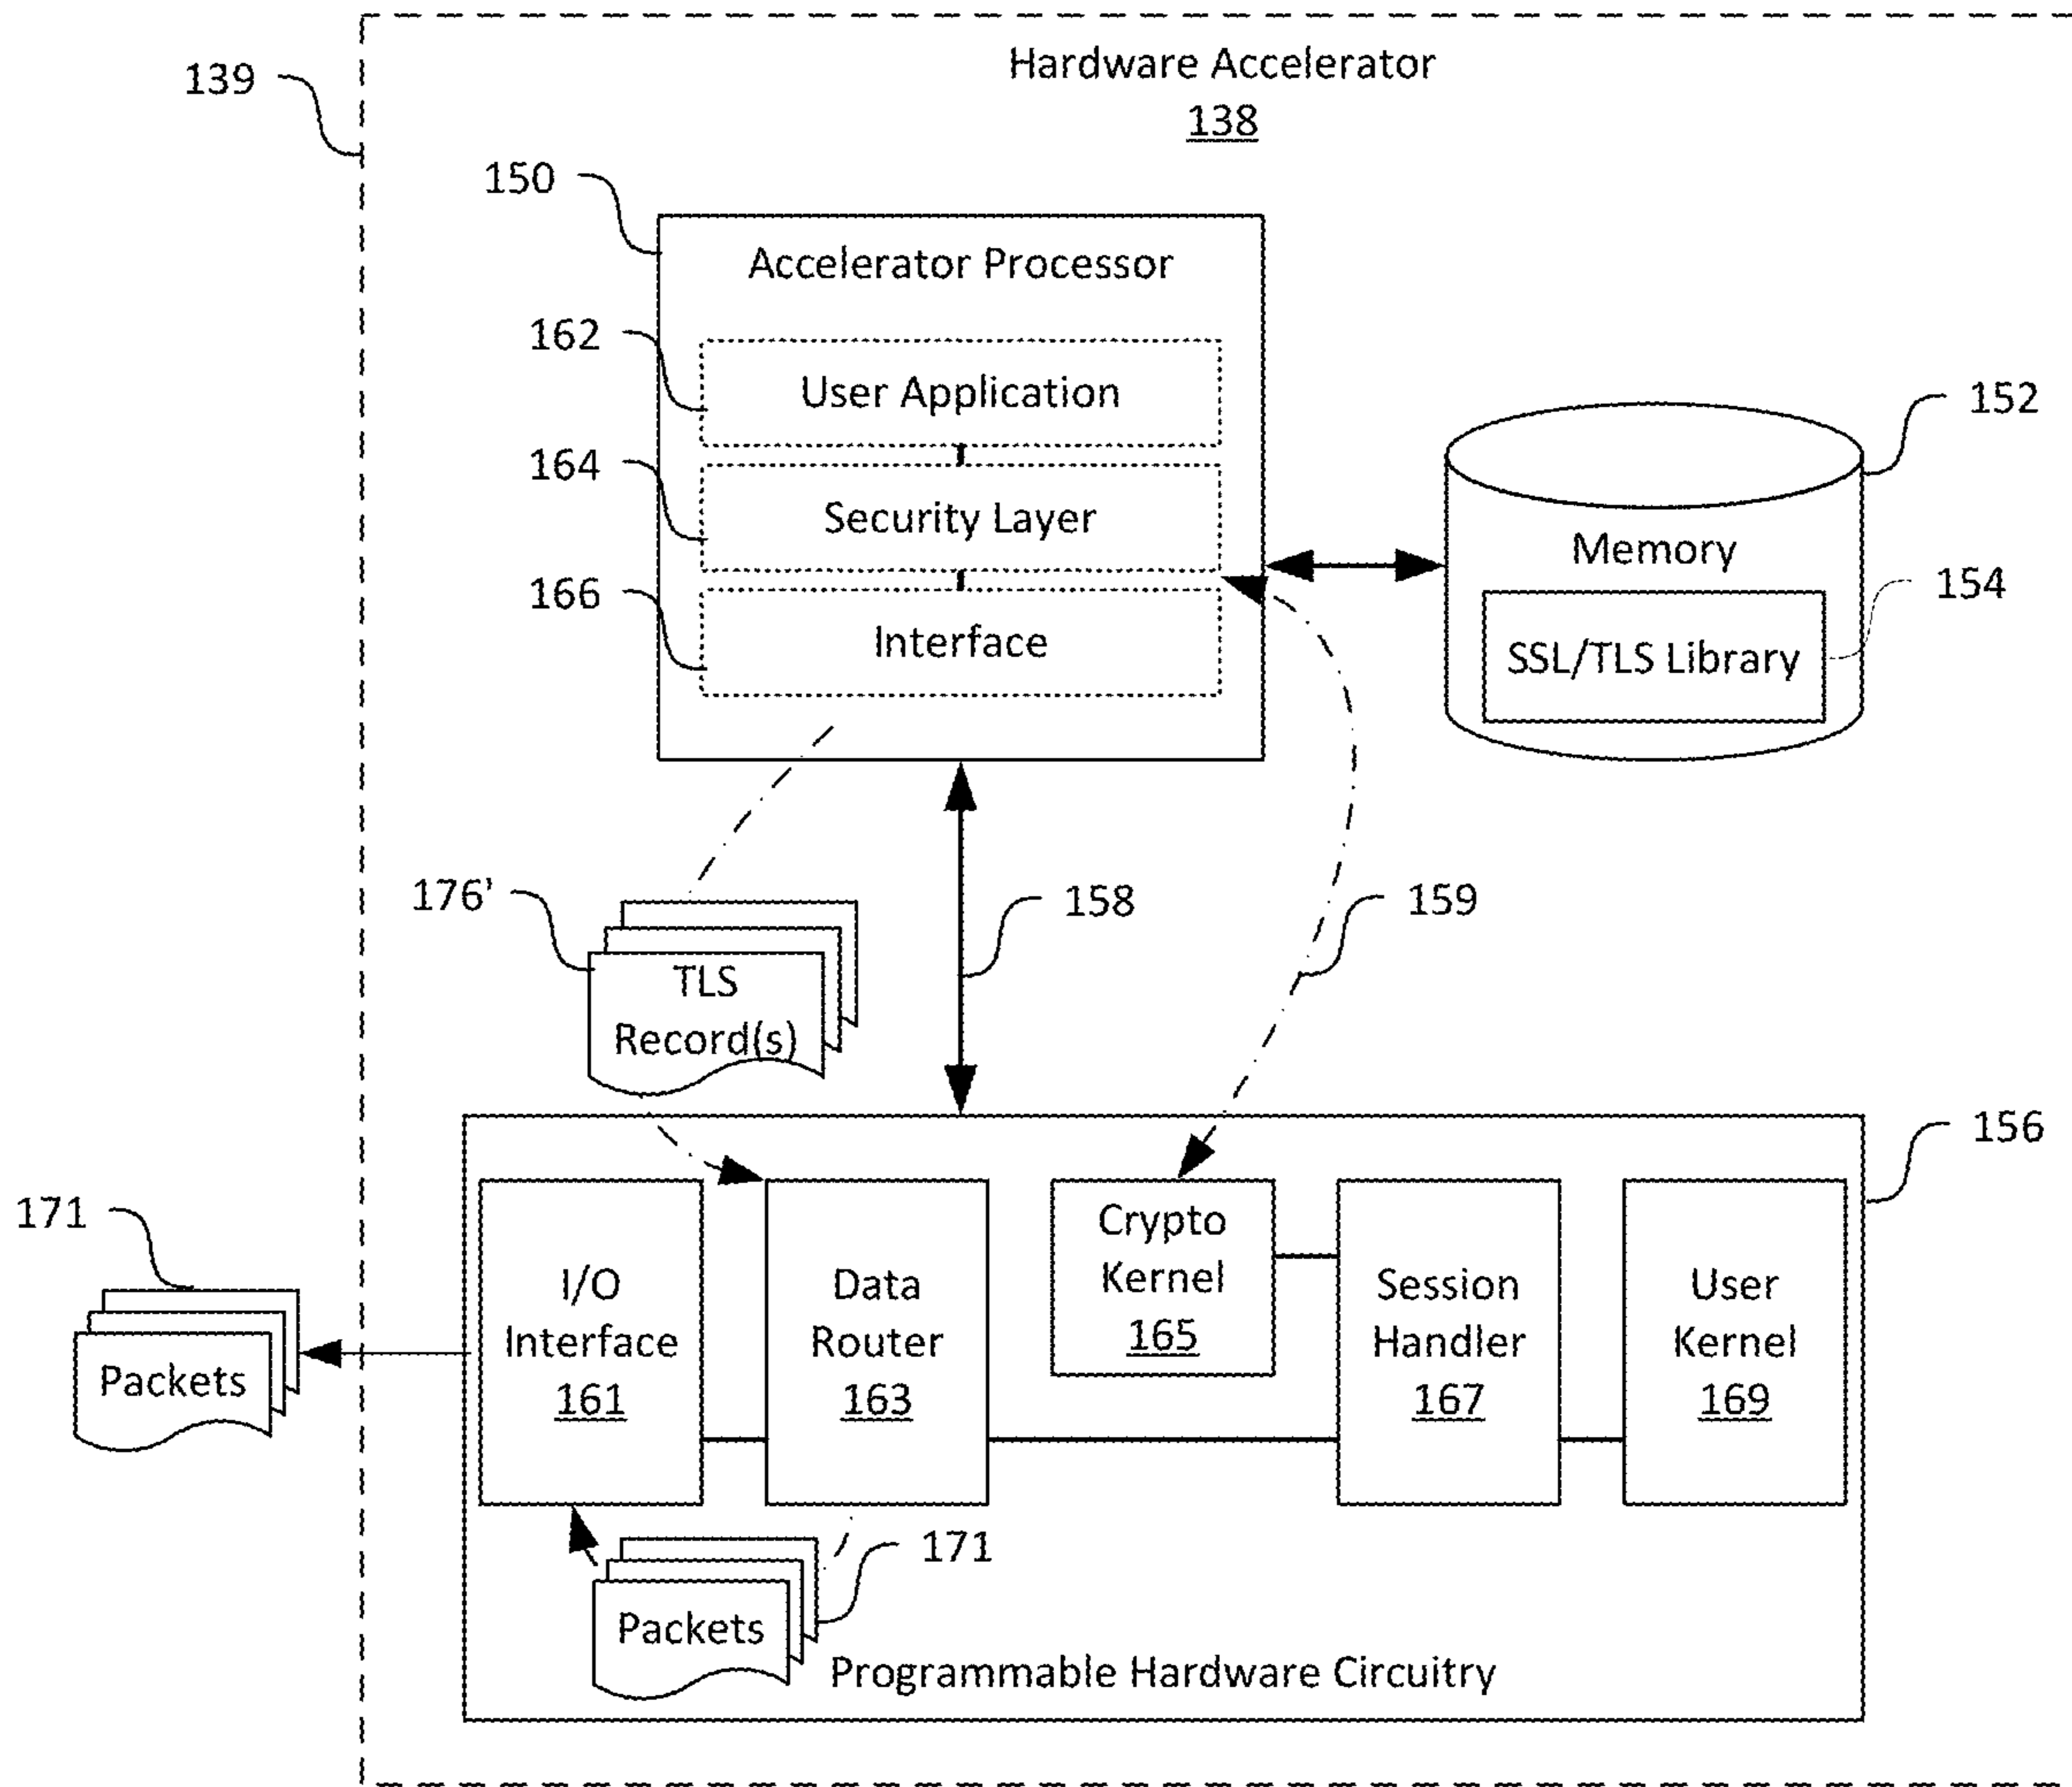 Hardware Accelerator
138
139
150
Accelerator Processor
162
User Application
164
Security Layer
166
Interface
152
Memory
154
SSL/TLS Library
176'
TLS
Record(s)
158
159
156
171
Packets
I/O
Interface
161
Data
Router
163
Crypto
Kernel
165
Session
Handler
167
User
Kernel
169
171
Packets
Programmable Hardware Circuitry